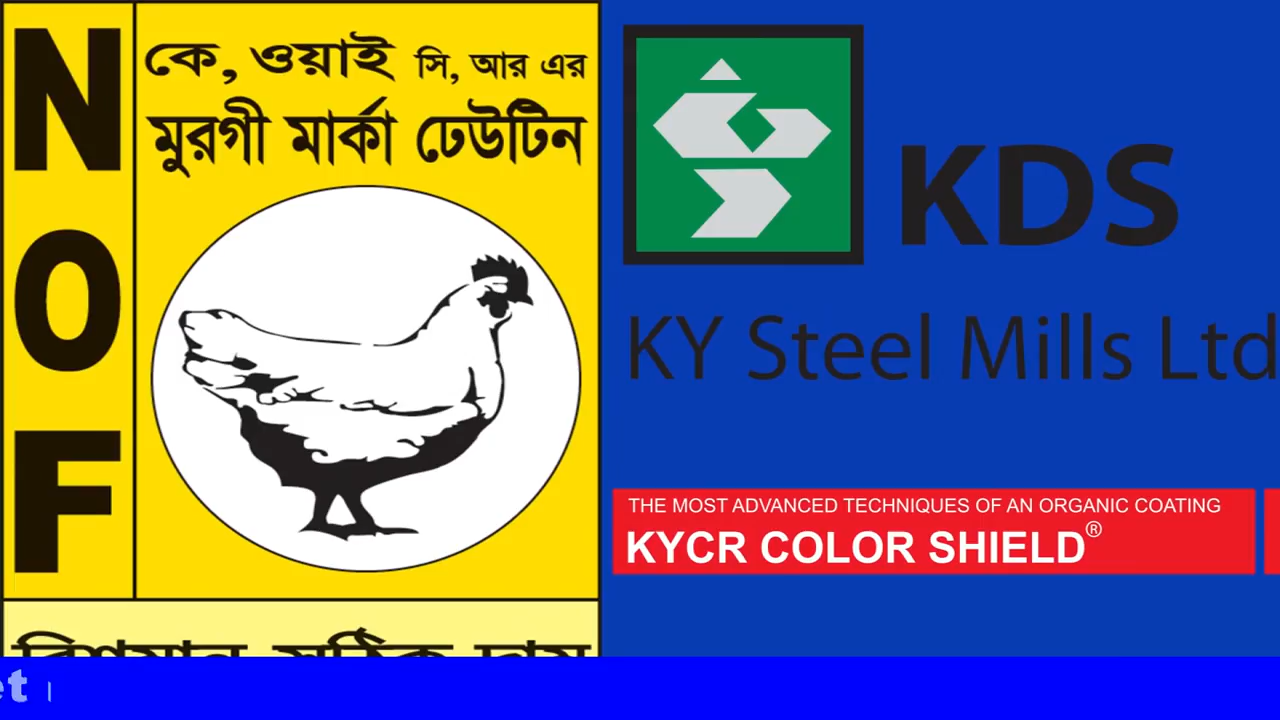 NOF
কে, ওয়াই সি, আর এর
মুরগী মার্কা ঢেউটিন
KDS
KY Steel Mills Ltd
THE MOST ADVANCED TECHNIQUES OF AN ORGANIC COATING
KYCR COLOR SHIELD®